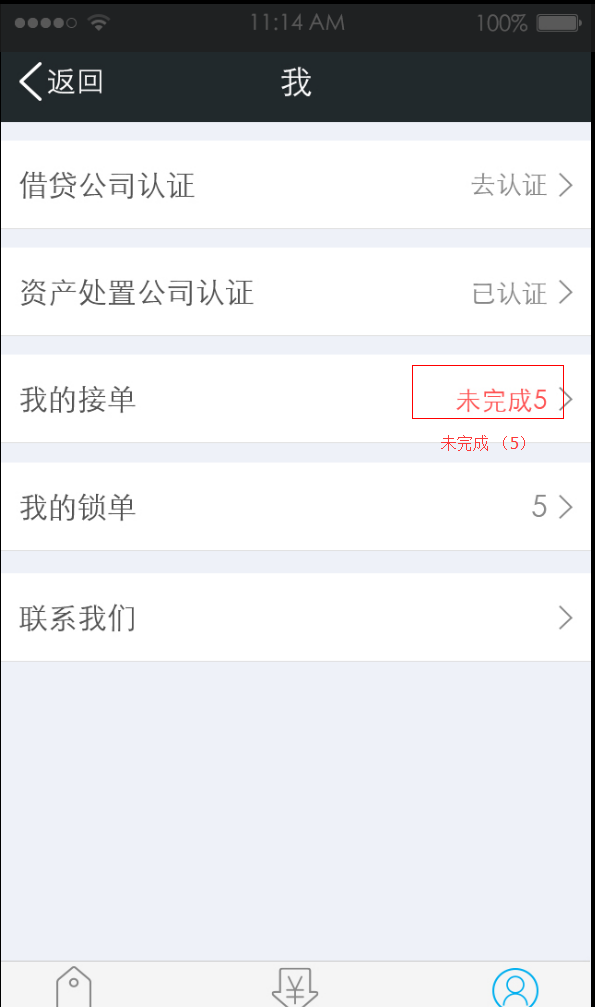 11:14 AM 100%
返回 我
借贷公司认证 去认证
资产处置公司认证 已认证
我的接单 未完成5
未完成 （5）
我的锁单 5
联系我们